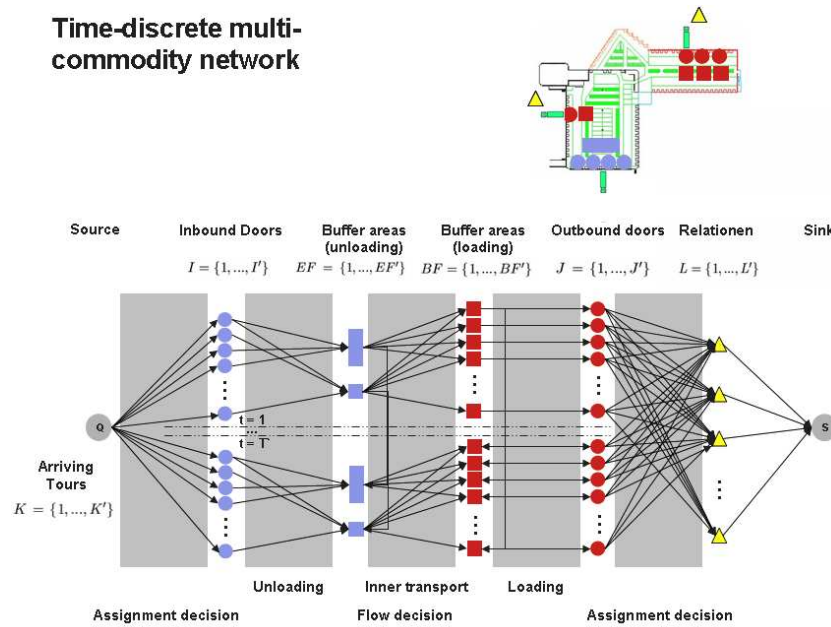 Time-discrete multi-
commodity network
Source
Inbound Doors
Buffer areas
(unloading)
Buffer areas
(loading)
Outbound doors
Relationen
Sink
I = {1, ..., I'}
EF = {1, ..., EF'}
BF = {1, ..., BF'}
J = {1, ..., J'}
L = {1, ..., L'}
t = 1
...
t = T'
Q
S
Arriving
Tours
K = {1, ..., K'}
Unloading
Inner transport
Loading
Assignment decision
Flow decision
Assignment decision